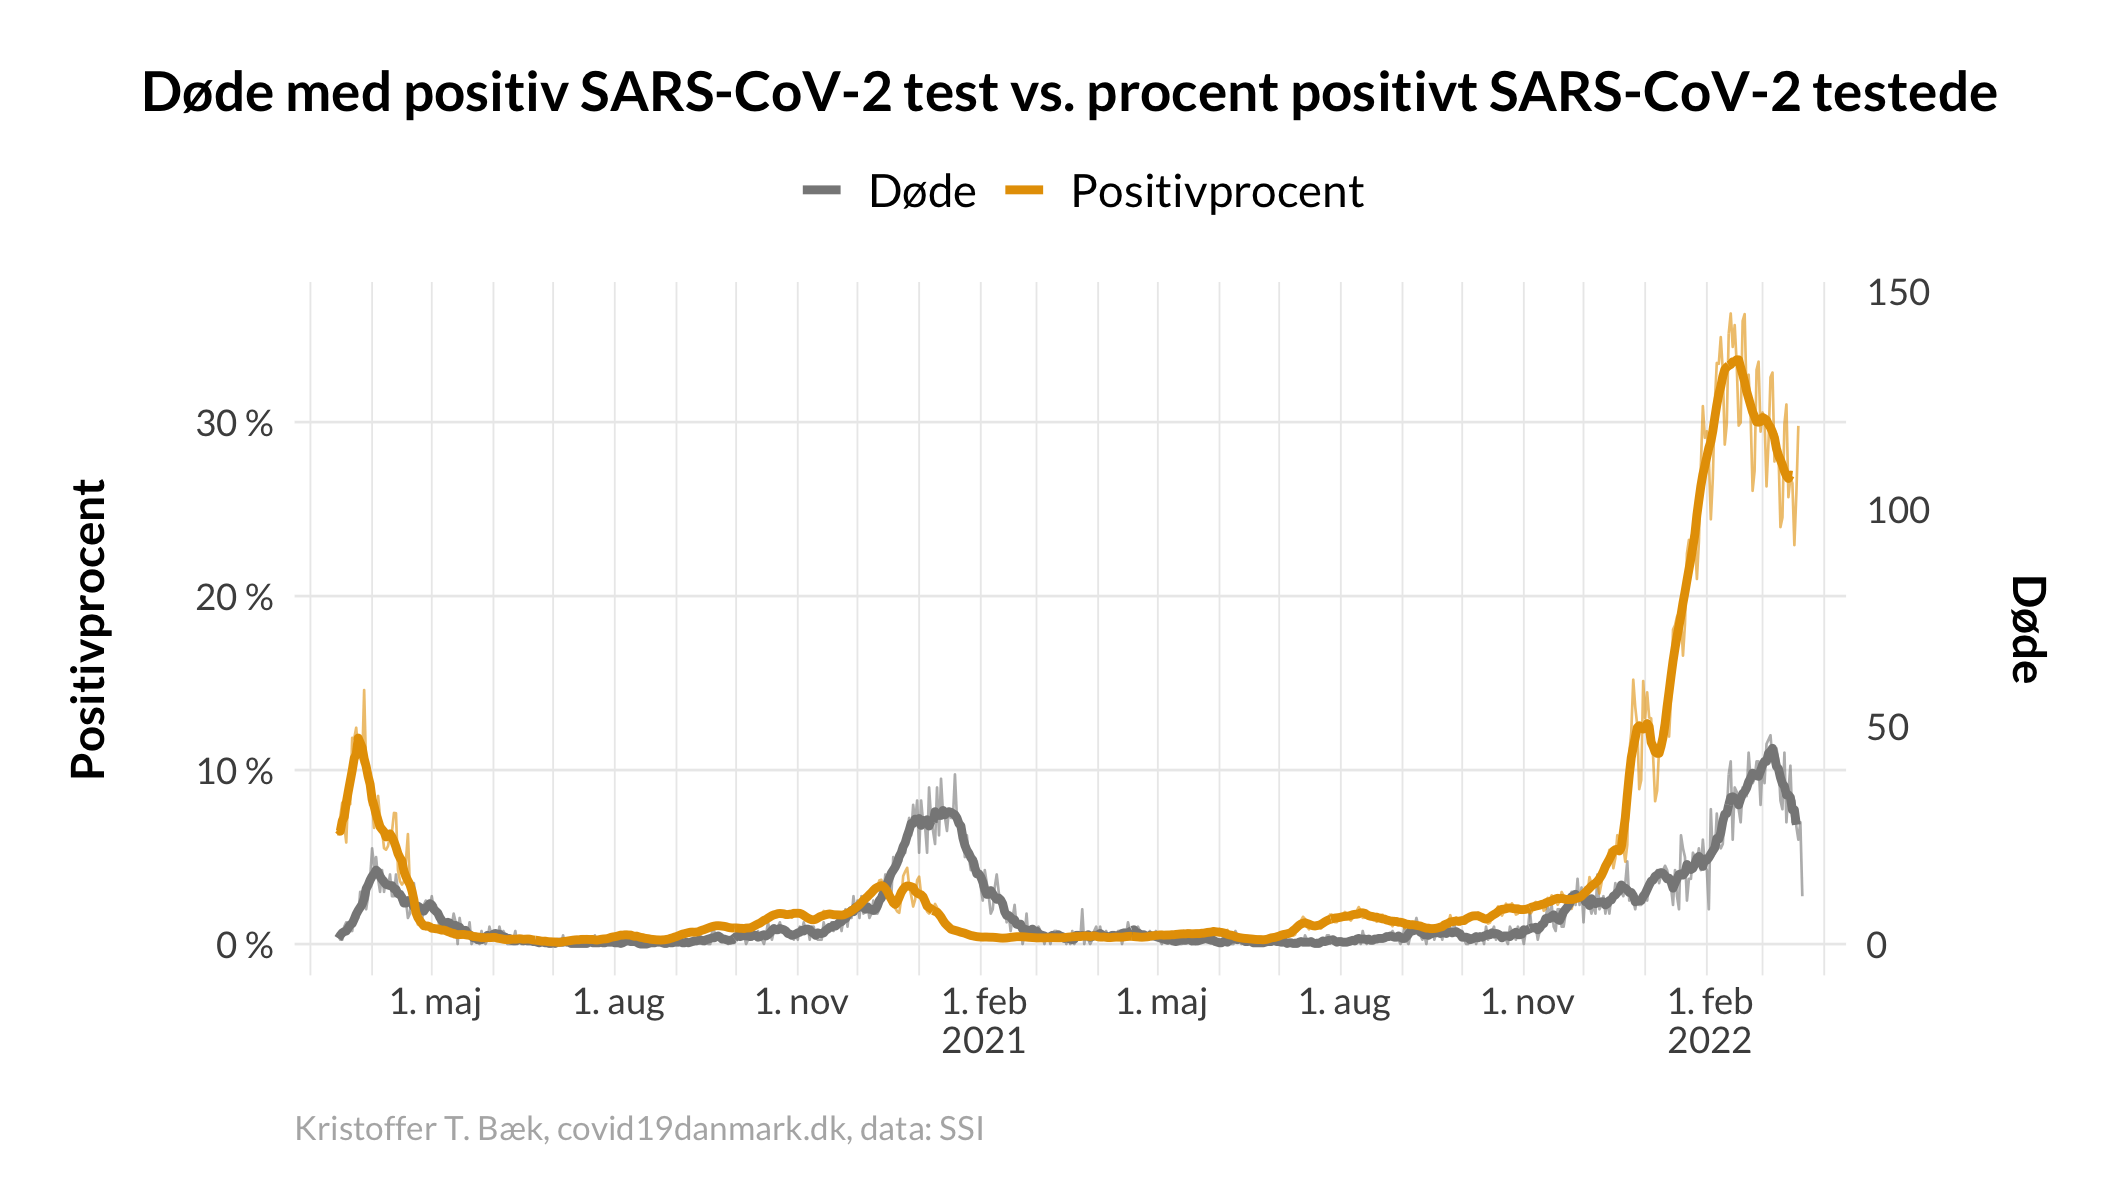 Døde med positiv SARS-CoV-2 test vs. procent positivt SARS-CoV-2 testede
Døde
Positivprocent
Positivprocent
30 %
20 %
10 %
0 %
150
100
50
0
Døde
1. maj
1. aug
1. nov
1. feb
2021
1. maj
1. aug
1. nov
1. feb
2022
Kristoffer T. Bæk, covid19danmark.dk, data: SSI